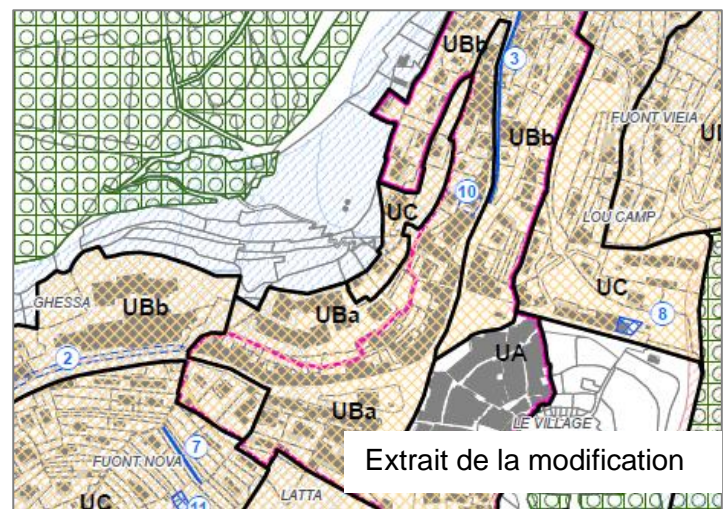 UBb
3
FUONT VIEIA
UBb
10
UC
LOU CAMP
UC
GHESSA
UBb
UBa
8
2
UA
UBa
LE VILLAGE
7
FUONT NOVA
Extrait de la modification
LATTA
UC
11